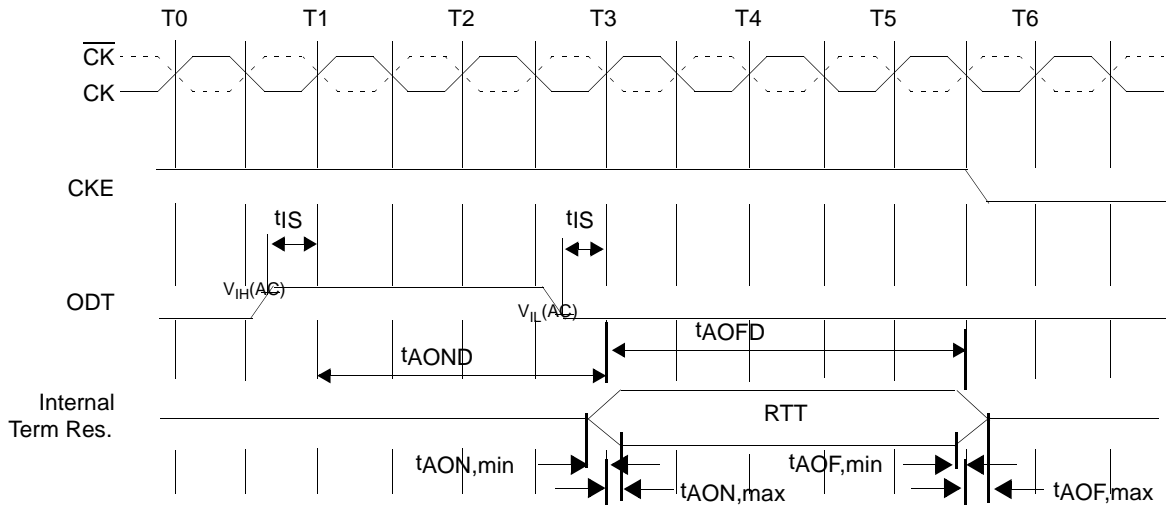 T0 T1 T2 T3 T4 T5 T6
CK
CK
CKE
tIS tIS
VIH(AC)
ODT
VIL(AC)
tAOFD
tAOND
Internal
Term Res.
RTT
tAON,min tAOF,min
tAON,max tAOF,max